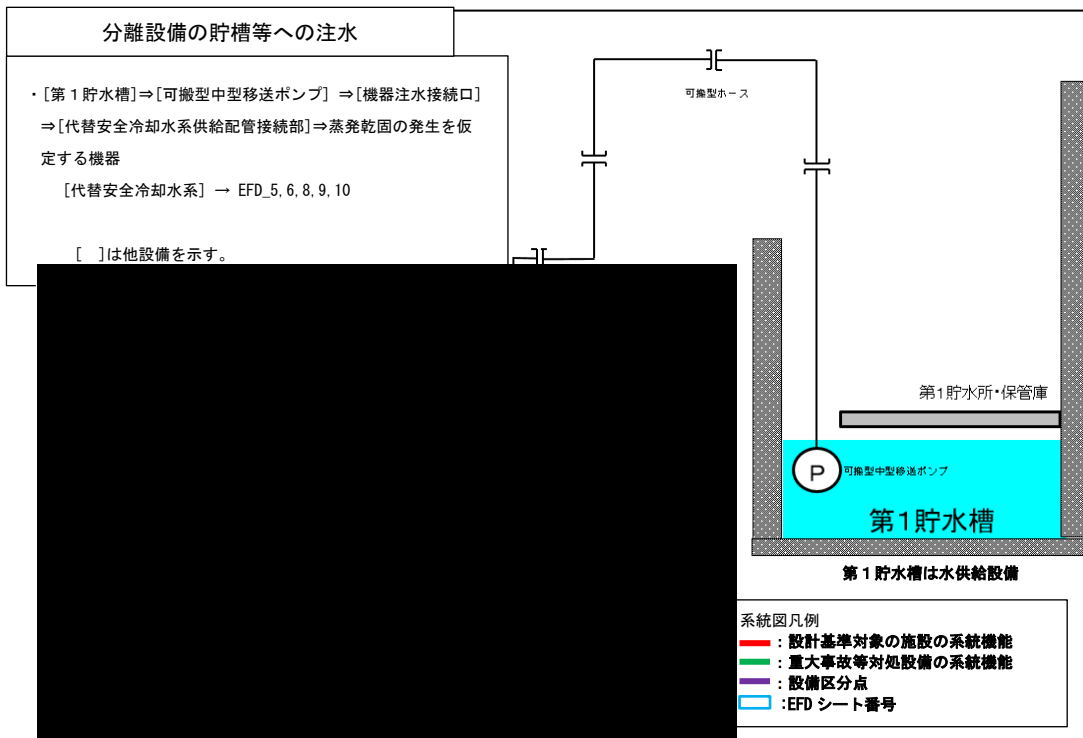 分離設備の貯槽等への注水
・[第1貯水槽]⇒[可搬型中型移送ポンプ]⇒[機器注水接続口]
⇒[代替安全冷却水系供給配管接続部]⇒蒸発乾固の発生を仮
定する機器
[代替安全冷却水系] → EFD_5,6,8,9,10
[ ]は他設備を示す。
可搬型ホース
第1貯水所・保管庫
P
可搬型中型移送ポンプ
第1貯水槽
第1貯水槽は水供給設備
系統図凡例
:設計基準対象の施設の系統機能
:重大事故等対処設備の系統機能
:設備区分点
:EFDシート番号